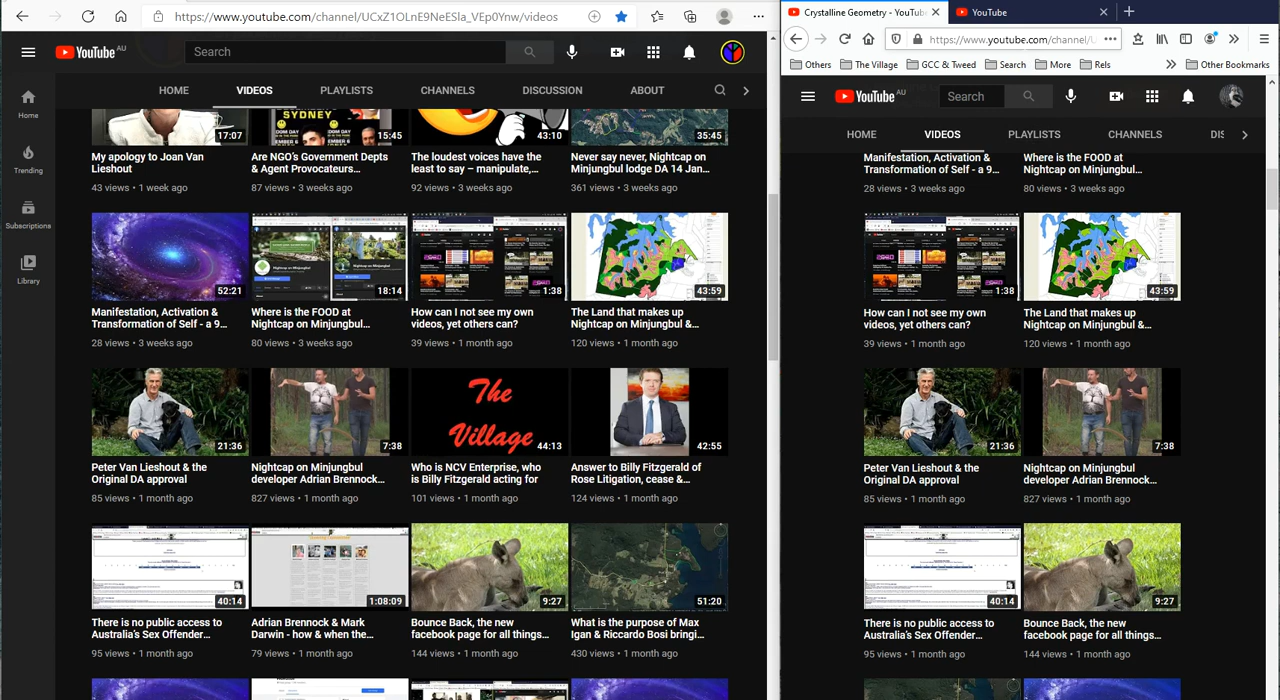 https://www.youtube.com/channel/UCxZ1OLnE9NeESla_VEp0Ynw/videos
YouTube AU
Search
HOME VIDEOS PLAYLISTS CHANNELS DISCUSSION ABOUT
Home
Trending
Subscriptions
Library
SYDNEY
17:07 15:45 43:10 35:45
My apology to Joan Van Lieshout
43 views • 1 week ago
Are NGO's Government Depts & Agent Provocateurs...
87 views • 3 weeks ago
The loudest voices have the least to say – manipulate,...
92 views • 3 weeks ago
Never say never, Nightcap on Minjungbul lodge DA 14 Jan...
361 views • 3 weeks ago
52:21 18:14 1:38 43:59
Manifestation, Activation & Transformation of Self - a 9...
28 views • 3 weeks ago
Where is the FOOD at Nightcap on Minjungbul...
80 views • 3 weeks ago
How can I not see my own videos, yet others can?
39 views • 1 month ago
The Land that makes up Nightcap on Minjungbul &...
120 views • 1 month ago
The Village
21:36 7:38 44:13 42:55
Peter Van Lieshout & the Original DA approval
85 views • 1 month ago
Nightcap on Minjungbul developer Adrian Brennock...
827 views • 1 month ago
Who is NCV Enterprise, who is Billy Fitzgerald acting for
101 views • 1 month ago
Answer to Billy Fitzgerald of Rose Litigation, cease &...
124 views • 1 month ago
40:14 1:08:09 9:27 51:20
There is no public access to Australia's Sex Offender...
95 views • 1 month ago
Adrian Brennock & Mark Darwin - how & when the...
79 views • 1 month ago
Bounce Back, the new facebook page for all things...
144 views • 1 month ago
What is the purpose of Max Igan & Riccardo Bosi bringi...
430 views • 1 month ago
Crystalline Geometry - YouTub
YouTube
https://www.youtube.com/channel/U
Others The Village GCC & Tweed Search More Rels Other Bookmarks
YouTube AU
Search
HOME VIDEOS PLAYLISTS CHANNELS DIS
Manifestation, Activation & Transformation of Self - a 9...
28 views • 3 weeks ago
Where is the FOOD at Nightcap on Minjungbul...
80 views • 3 weeks ago
1:38 43:59
How can I not see my own videos, yet others can?
39 views • 1 month ago
The Land that makes up Nightcap on Minjungbul &...
120 views • 1 month ago
21:36 7:38
Peter Van Lieshout & the Original DA approval
85 views • 1 month ago
Nightcap on Minjungbul developer Adrian Brennock...
827 views • 1 month ago
40:14 9:27
There is no public access to Australia's Sex Offender...
95 views • 1 month ago
Bounce Back, the new facebook page for all things...
144 views • 1 month ago